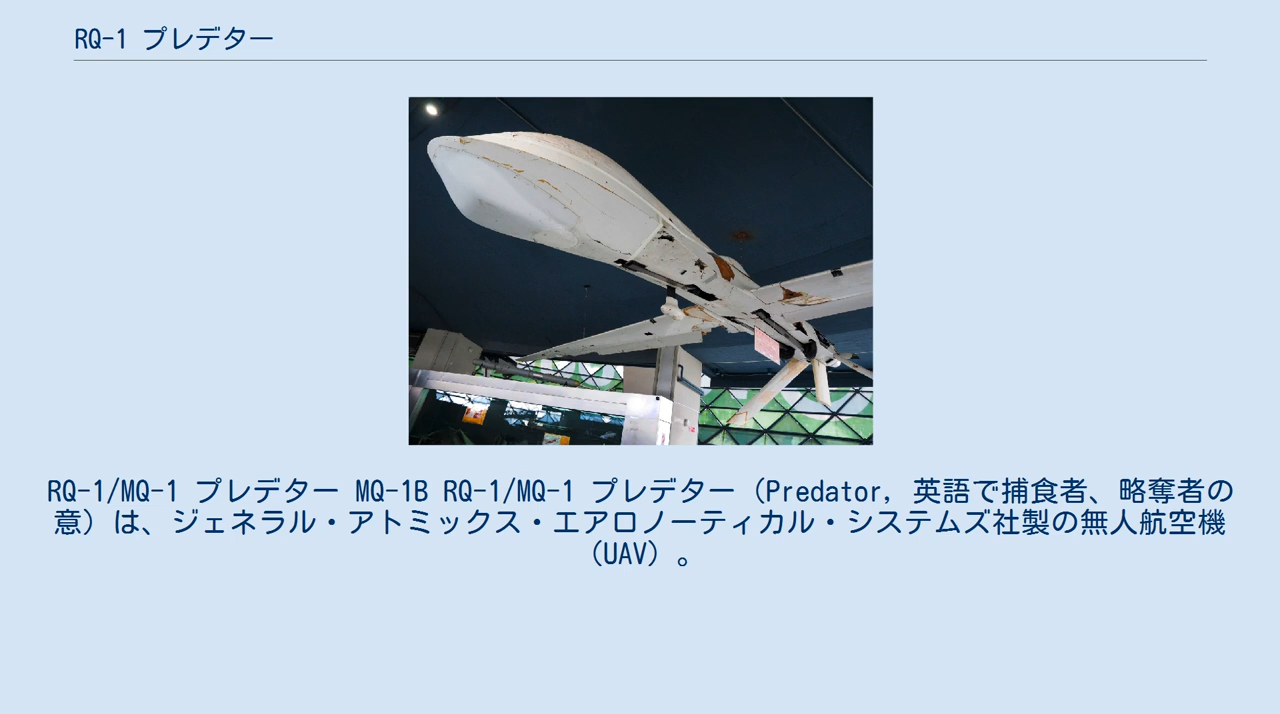 RQ-1 プレデター
RQ-1/MQ-1 プレデター MQ-1B RQ-1/MQ-1 プレデター（Predator, 英語で捕食者、略奪者の
意）は、ジェネラル・アトミックス・エアロノーティカル・システムズ社製の無人航空機
（UAV）。